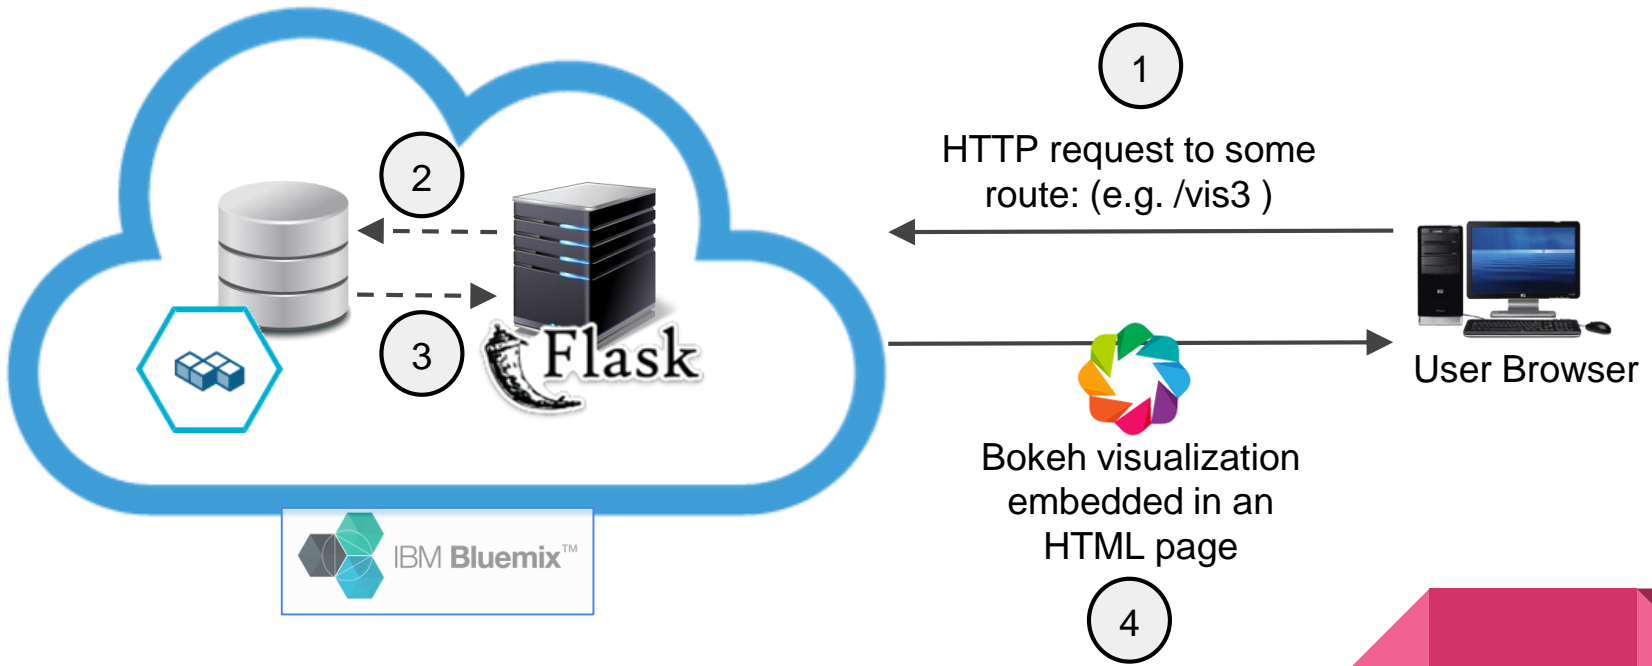 1
HTTP request to some
route: (e.g. /vis3 )
2
3
Flask
User Browser
Bokeh visualization
embedded in an
HTML page
IBM Bluemix™
4